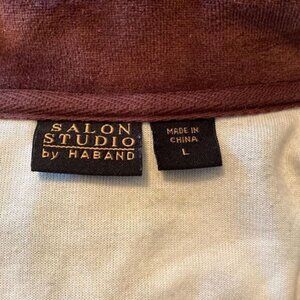 SALON
STUDIO
by HABAND
MADE IN
CHINA
L